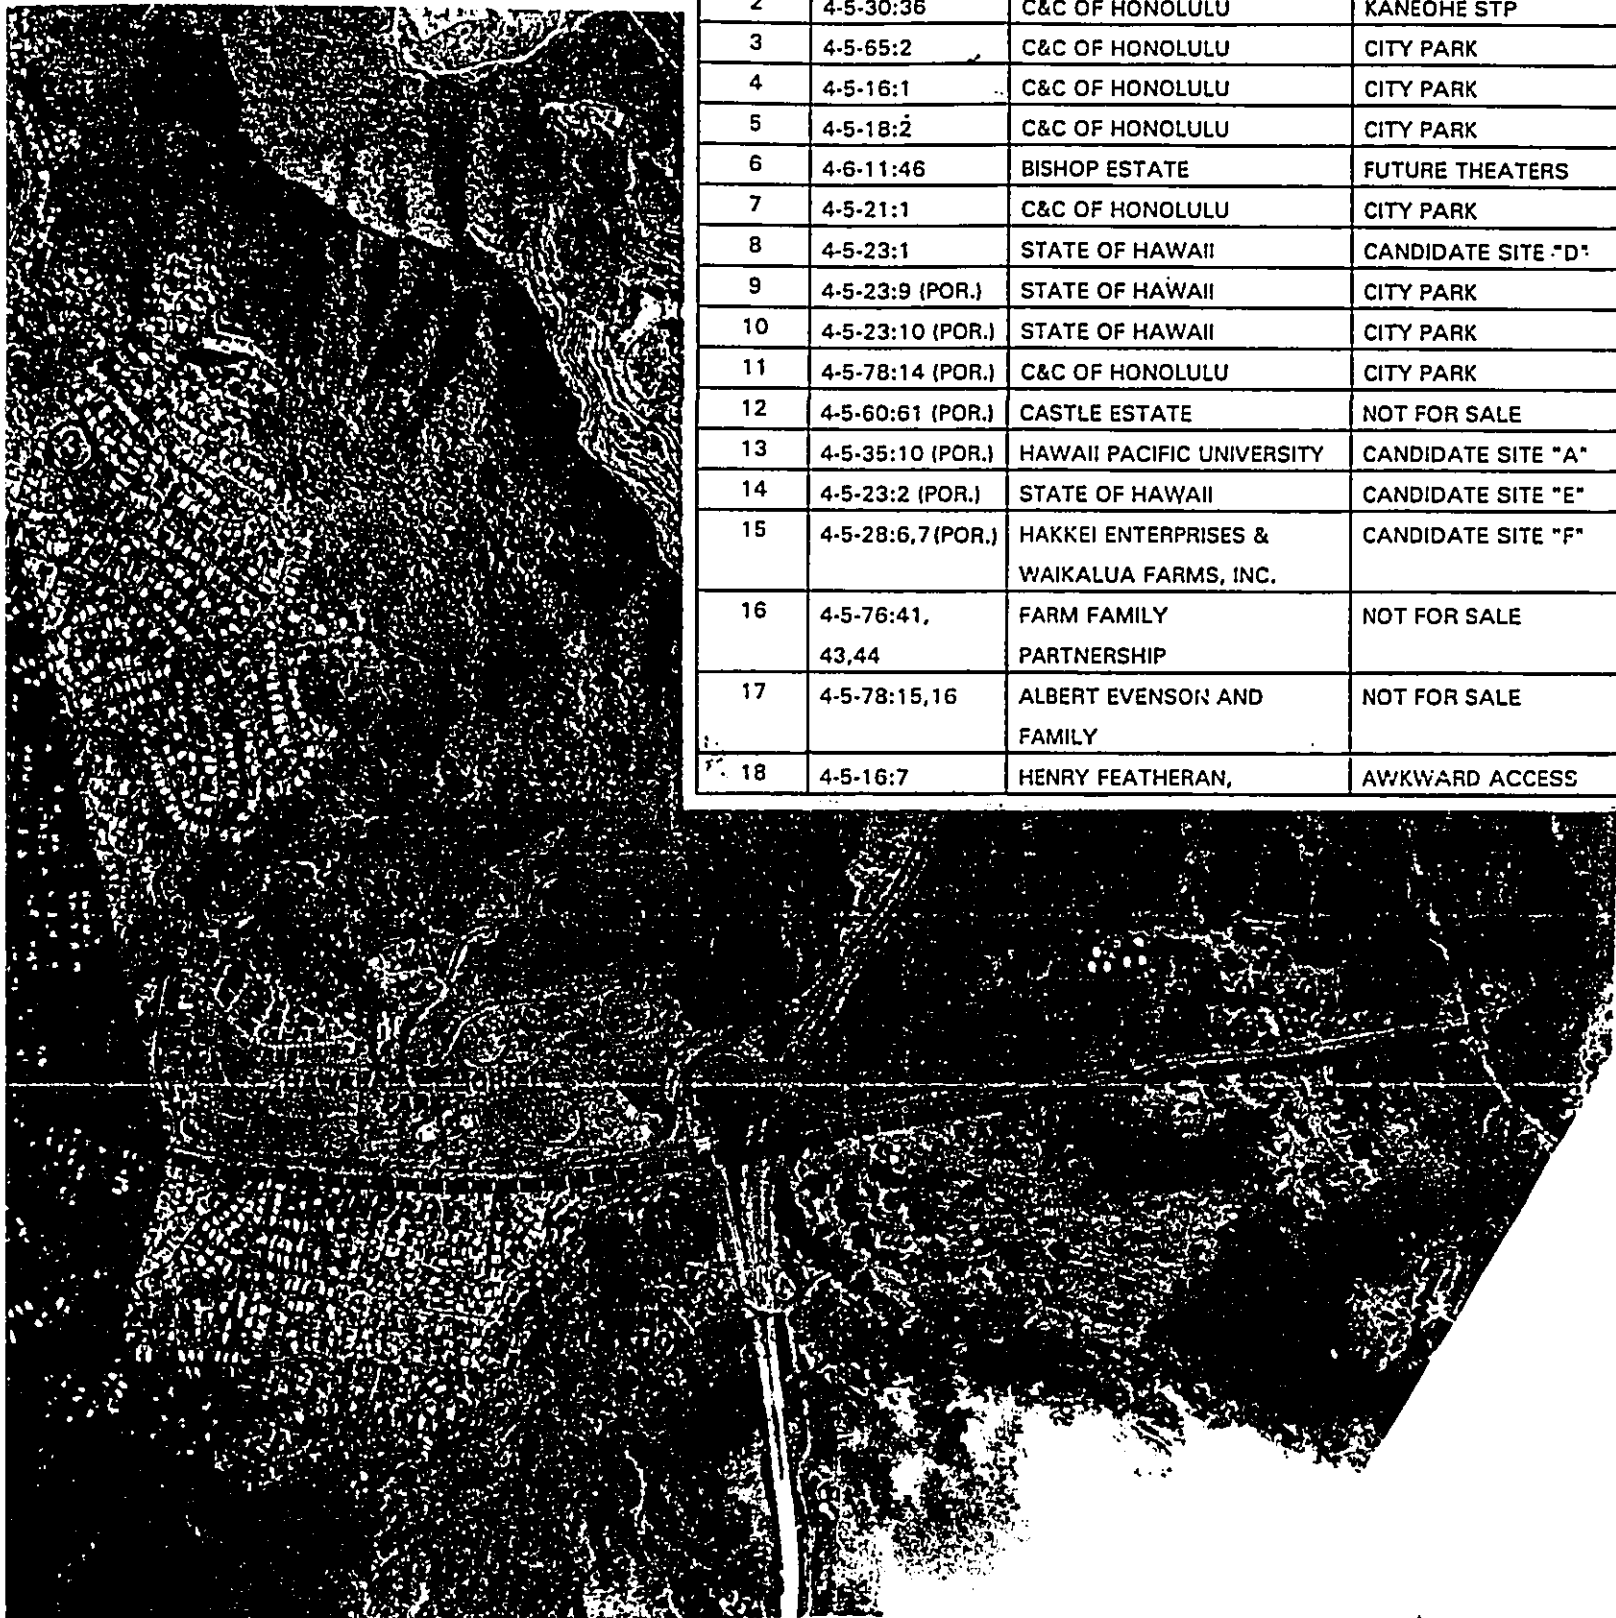 2 4-5-30:36 C&C OF HONOLULU KANEOHE STP
3 4-5-65:2 C&C OF HONOLULU CITY PARK
4 4-5-16:1 C&C OF HONOLULU CITY PARK
5 4-5-18:2 C&C OF HONOLULU CITY PARK
6 4-6-11:46 BISHOP ESTATE FUTURE THEATERS
7 4-5-21:1 C&C OF HONOLULU CITY PARK
8 4-5-23:1 STATE OF HAWAII CANDIDATE SITE "D"
9 4-5-23:9 (POR.) STATE OF HAWAII CITY PARK
10 4-5-23:10 (POR.) STATE OF HAWAII CITY PARK
11 4-5-78:14 (POR.) C&C OF HONOLULU CITY PARK
12 4-5-60:61 (POR.) CASTLE ESTATE NOT FOR SALE
13 4-5-35:10 (POR.) HAWAII PACIFIC UNIVERSITY CANDIDATE SITE "A"
14 4-5-23:2 (POR.) STATE OF HAWAII CANDIDATE SITE "E"
15 4-5-28:6,7(POR.) HAKKEI ENTERPRISES & CANDIDATE SITE "F"
WAIKALUA FARMS, INC.
16 4-5-76:41, FARM FAMILY NOT FOR SALE
43,44 PARTNERSHIP
17 4-5-78:15,16 ALBERT EVENSON AND NOT FOR SALE
FAMILY
18 4-5-16:7 HENRY FEATHERAN, AWKWARD ACCESS